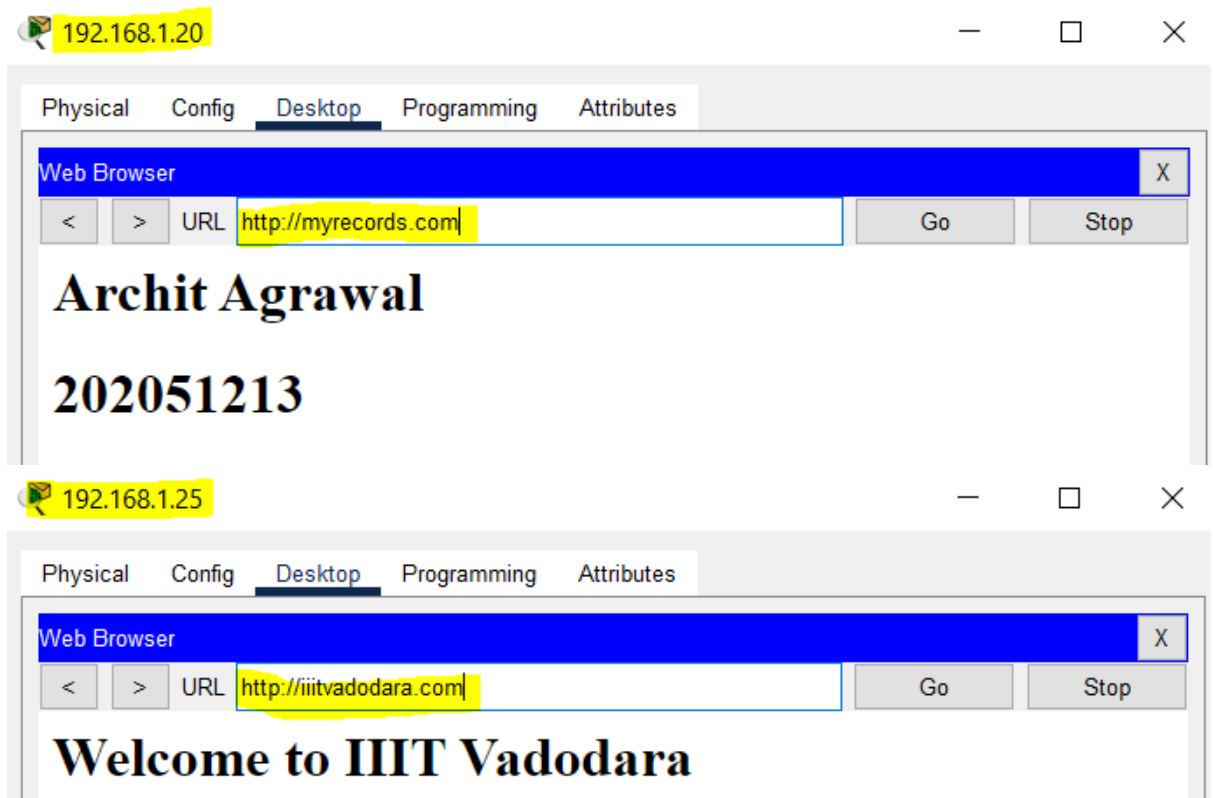 192.168.1.20
Physical Config Desktop Programming Attributes
Web Browser X
< > URL http://myrecords.com Go Stop
Archit Agrawal
202051213
192.168.1.25
Physical Config Desktop Programming Attributes
Web Browser X
< > URL http://iiitvadodara.com Go Stop
Welcome to IIIT Vadodara